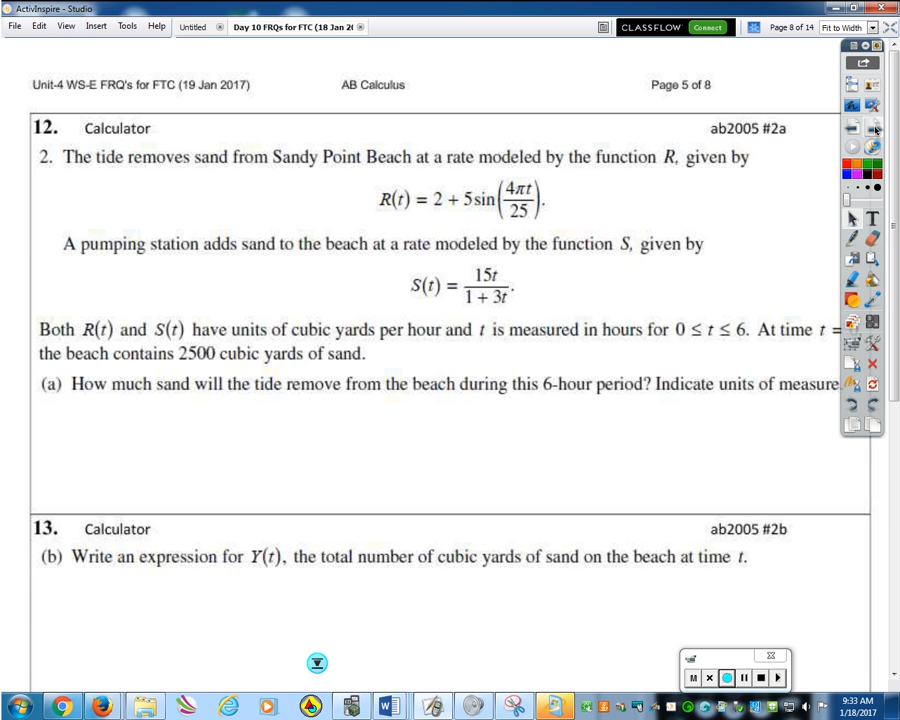 ActivInspire - Studio
File Edit View Insert Tools Help Untitled Day 10 FRQs for FTC (18 Jan 20 CLASSFLOW Connect Page 8 of 14 Fit to Width
Unit-4 WS-E FRQ's for FTC (19 Jan 2017) AB Calculus Page 5 of 8
12. Calculator ab2005 #2a
2. The tide removes sand from Sandy Point Beach at a rate modeled by the function R, given by
R(t) = 2 + 5sin(4πt/25).
A pumping station adds sand to the beach at a rate modeled by the function S, given by
S(t) = 15t/(1 + 3t).
Both R(t) and S(t) have units of cubic yards per hour and t is measured in hours for 0 ≤ t ≤ 6. At time t =
the beach contains 2500 cubic yards of sand.
(a) How much sand will the tide remove from the beach during this 6-hour period? Indicate units of measure.
13. Calculator ab2005 #2b
(b) Write an expression for Y(t), the total number of cubic yards of sand on the beach at time t.
M
9:33 AM
1/18/2017